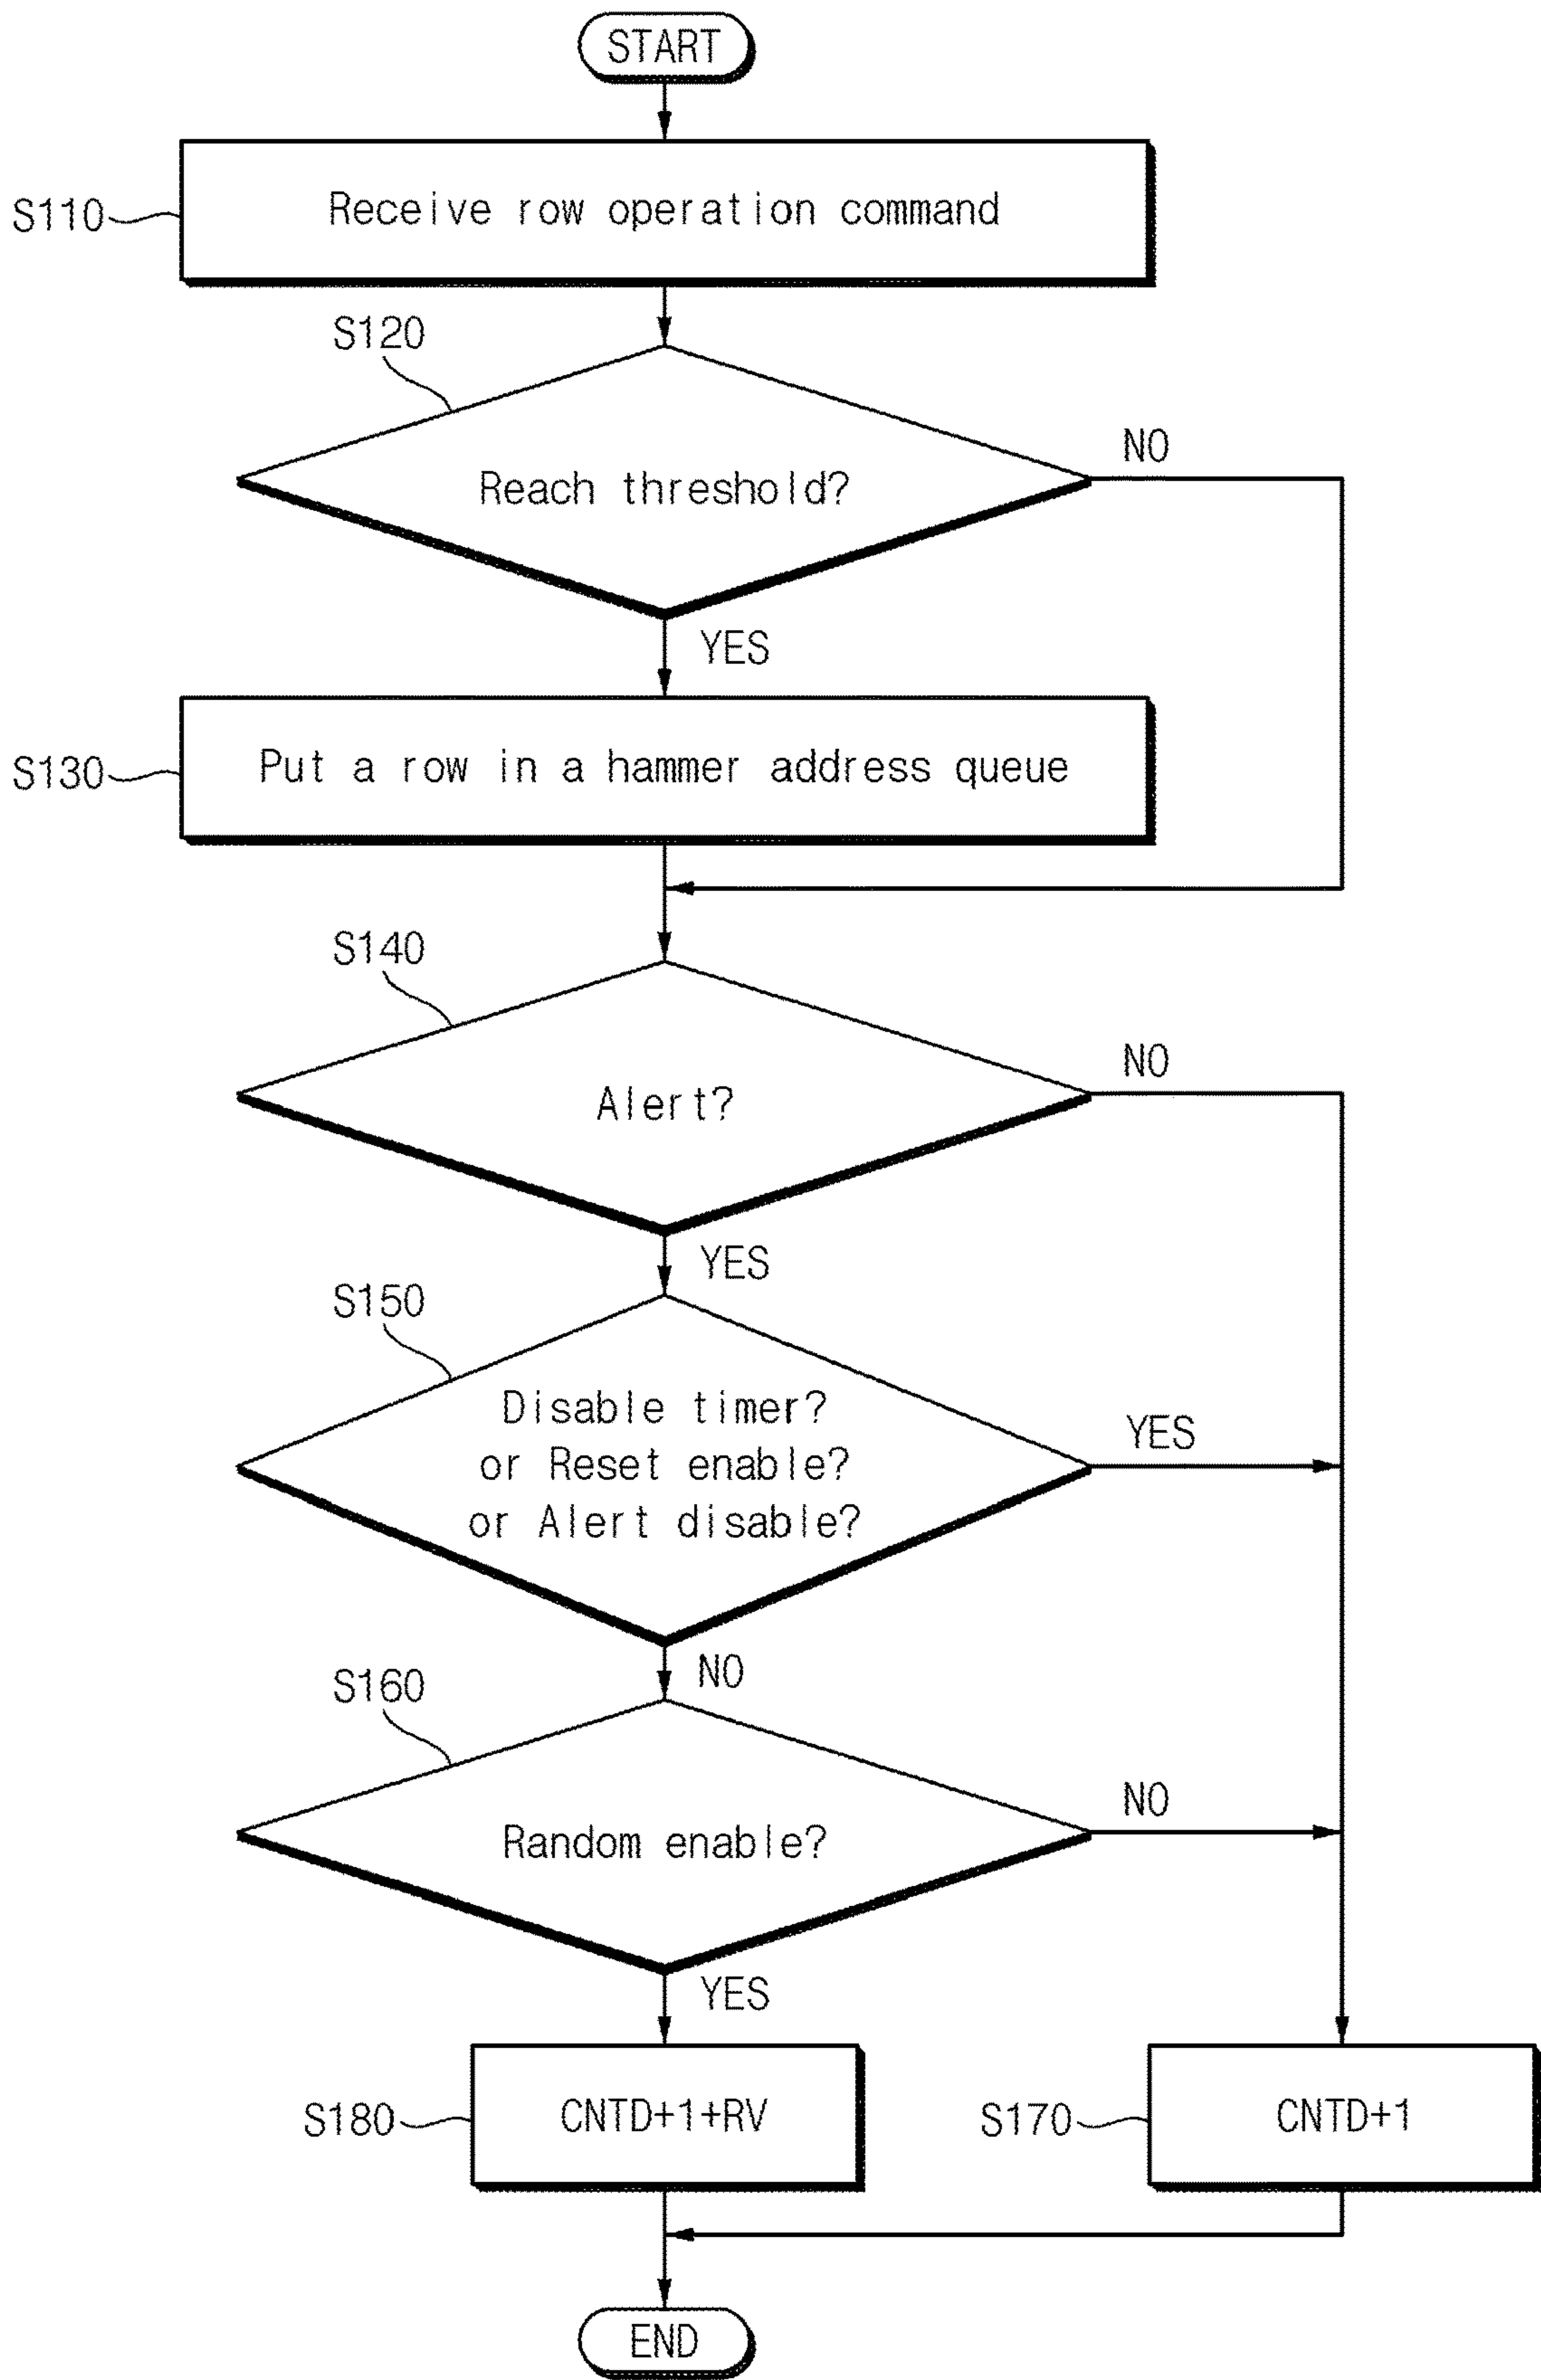 START
S110
Receive row operation command
S120
NO
Reach threshold?
YES
S130
Put a row in a hammer address queue
S140
NO
Alert?
YES
S150
Disable timer?
YES
or Reset enable?
or Alert disable?
NO
S160
NO
Random enable?
YES
S180
CNTD+1+RV
S170
CNTD+1
END